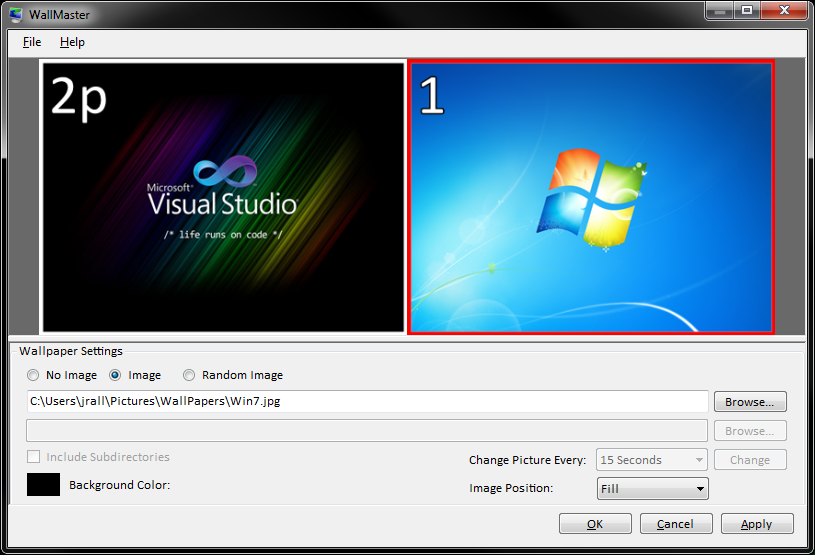 WallMaster
File Help
2p
1
Microsoft®
Visual Studio
/* life runs on code */
Wallpaper Settings
No Image Image Random Image
C:\Users\jrall\Pictures\WallPapers\Win7.jpg
Browse...
Browse...
Include Subdirectories
Change Picture Every: 15 Seconds Change
Background Color:
Image Position: Fill
OK Cancel Apply